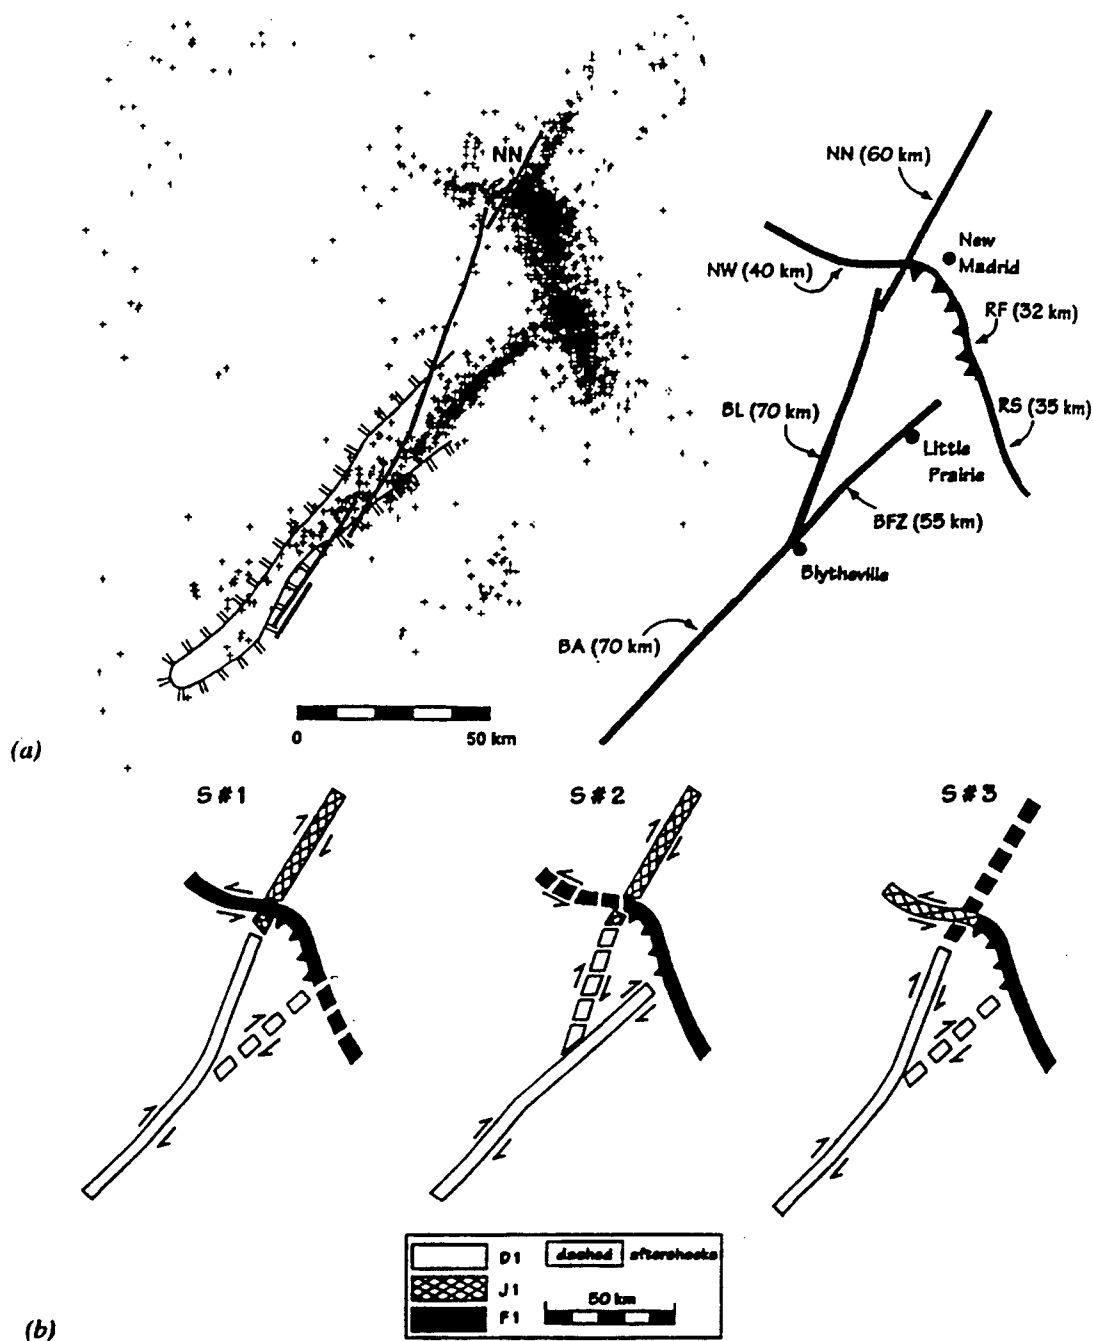 NN
NN (60 km)
New
Madrid
NW (40 km)
RF (32 km)
BL (70 km)
RS (35 km)
Little
Prairie
BFZ (55 km)
Blytheville
BA (70 km)
0 50 km
(a)
S#1 S#2 S#3
D1 dashed aftershocks
J1
F1
50 km
(b)